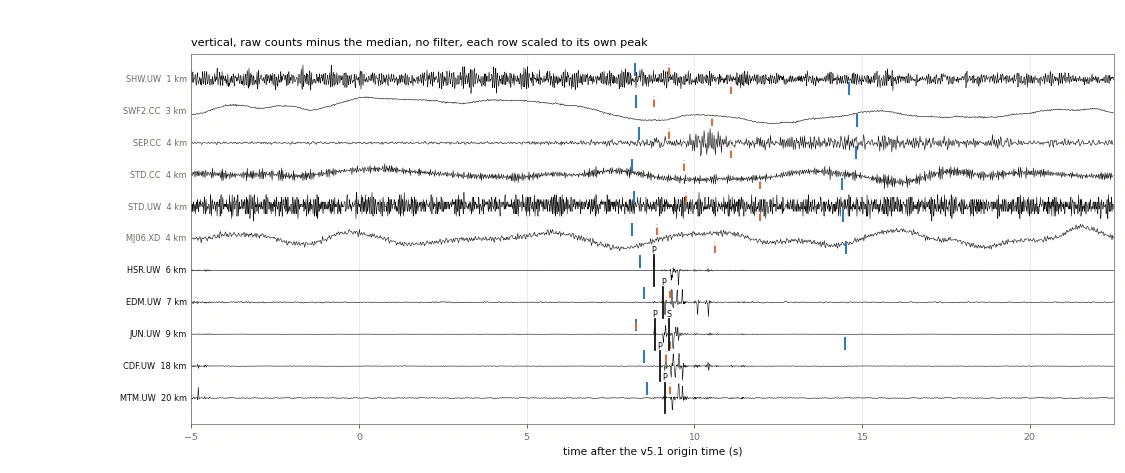 vertical, raw counts minus the median, no filter, each row scaled to its own peak
SHW.UW 1 km
SWF2.CC 3 km
SEP.CC 4 km
STD.CC 4 km
STD.UW 4 km
MJ06.XD 4 km
P
HSR.UW 6 km
P
EDM.UW 7 km
P S
JUN.UW 9 km
P
CDF.UW 18 km
P
MTM.UW 20 km
−5 0 5 10 15 20
time after the v5.1 origin time (s)